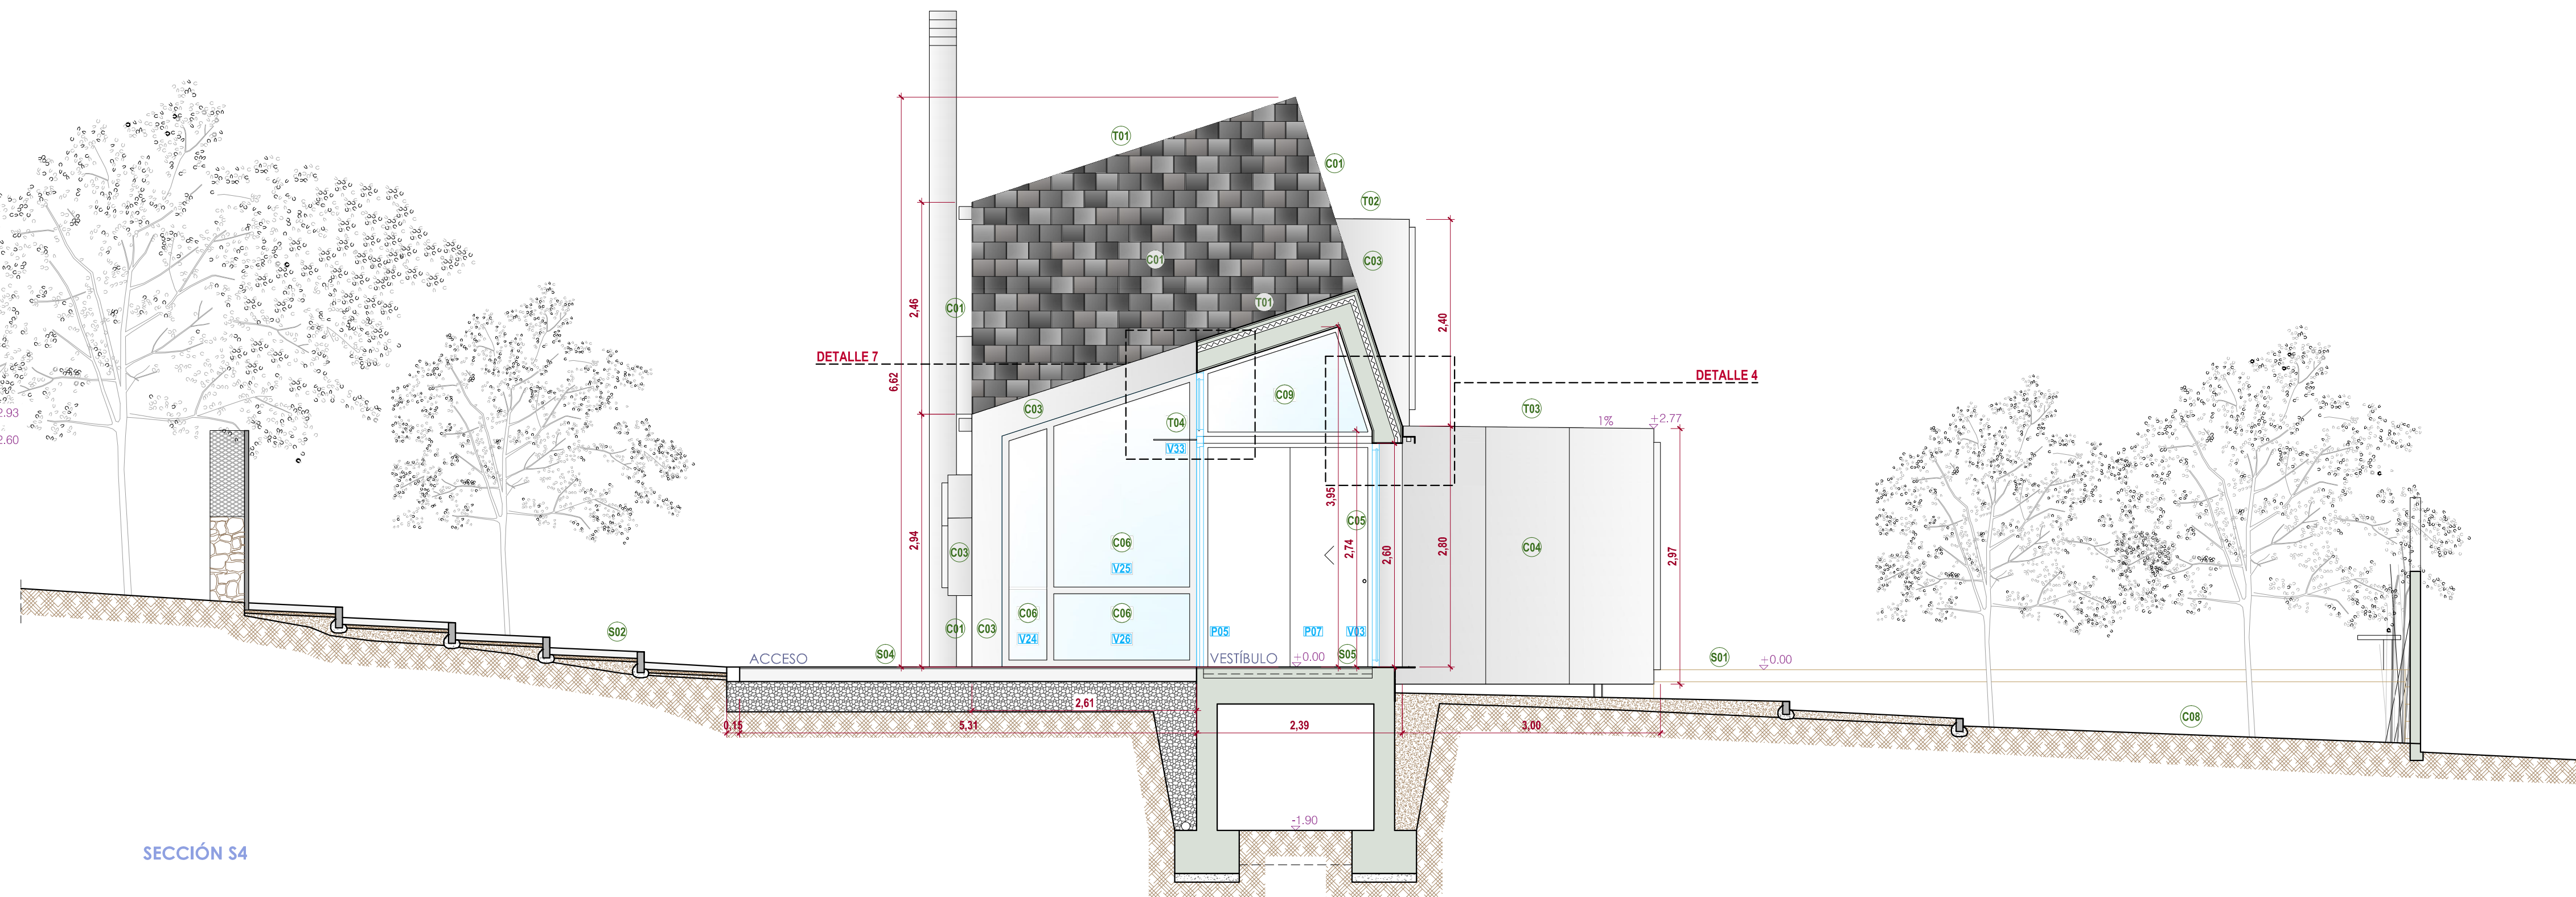 T01
C01
T02
C01
C03
2,46
C01
T01
2,40
DETALLE 7
6,62
DETALLE 4
C09
C03
T03
2.93
1%
+2.77
T04
2.60
V33
3,95
C05
C06
2,94
C03
2,74
2,60
2,80
C04
2,97
V25
C06
C06
S02
C01
C03
P05
P07
V03
V24
V26
ACCESO
S04
VESTÍBULO
+0.00
S05
S01
+0.00
2,61
C08
0,15
5,31
2,39
3,00
-1.90
SECCIÓN S4